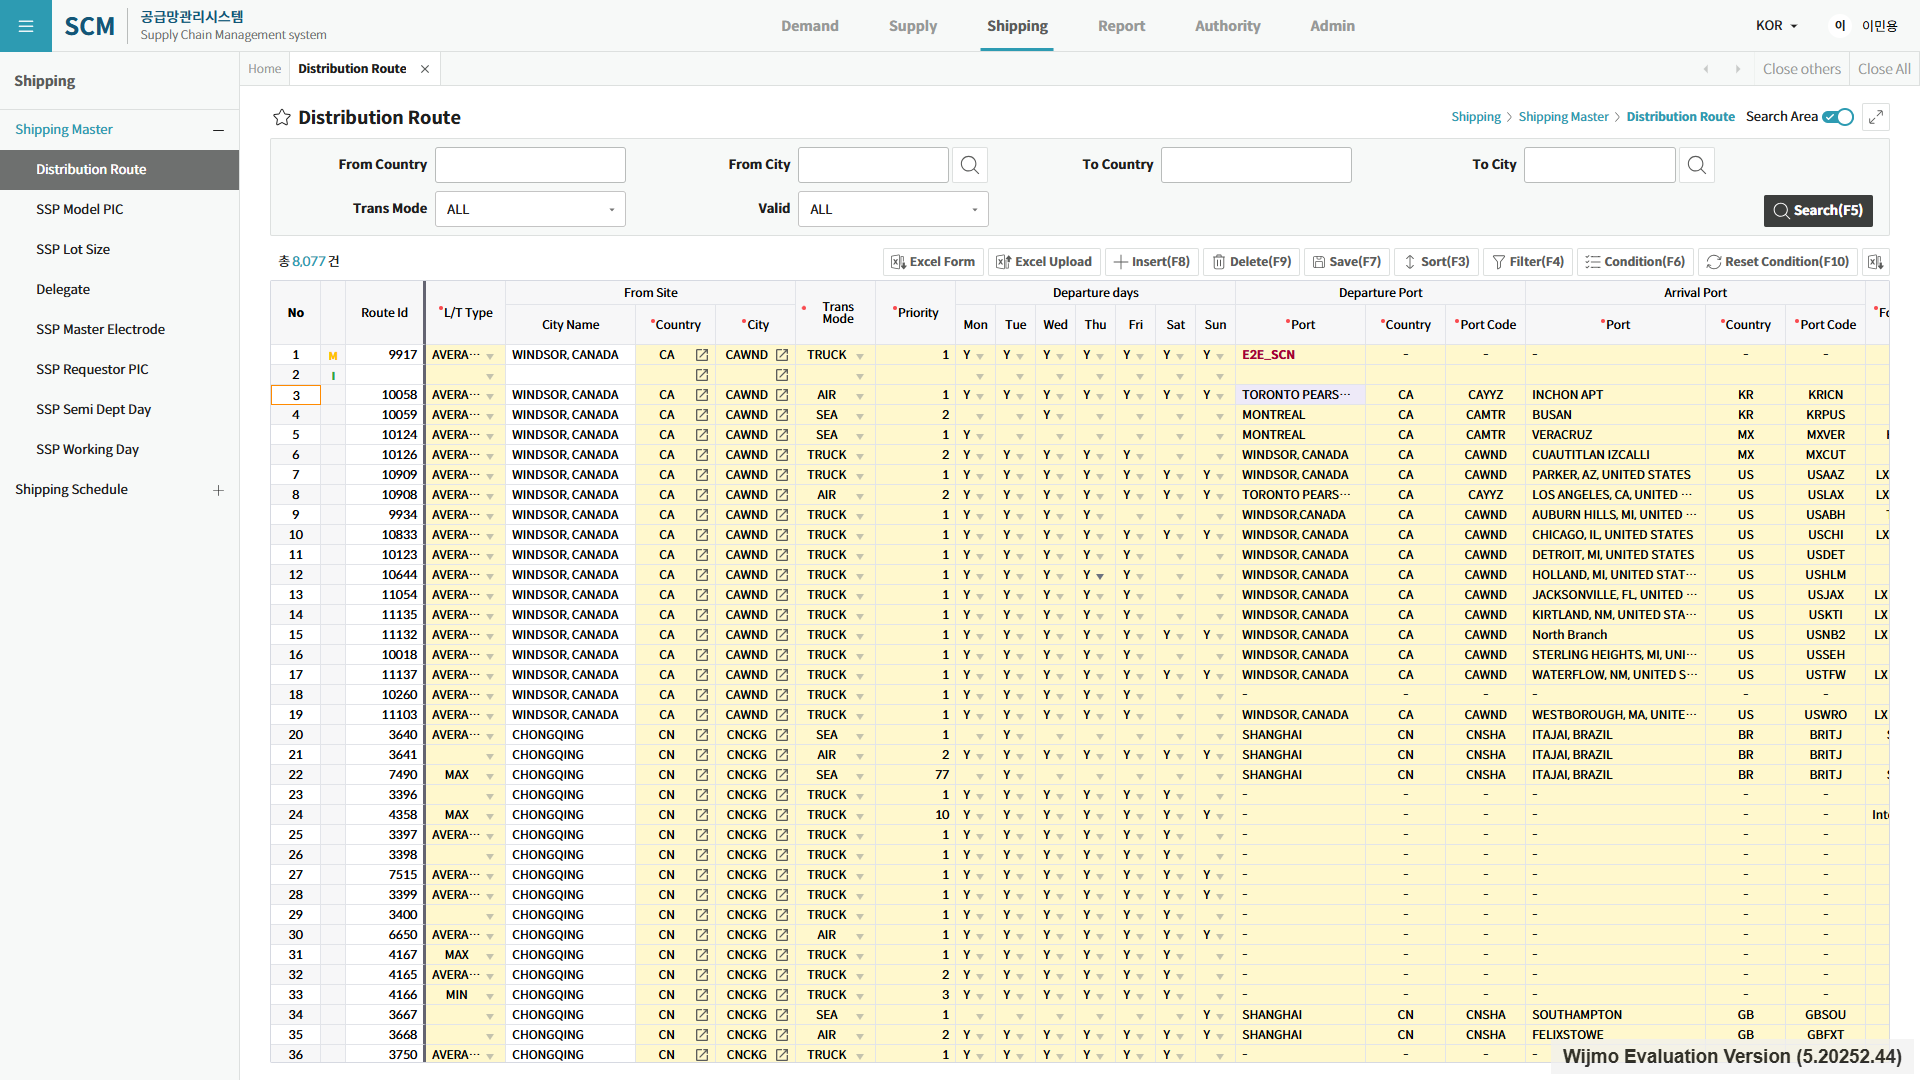 SCM 공급망관리시스템
Supply Chain Management system
Demand Supply Shipping Report Authority Admin
KOR 이 이민용
Shipping
Home Distribution Route × Close others Close All
Shipping Master
Distribution Route
SSP Model PIC
SSP Lot Size
Delegate
SSP Master Electrode
SSP Requestor PIC
SSP Semi Dept Day
SSP Working Day
Shipping Schedule
Distribution Route
Shipping > Shipping Master > Distribution Route Search Area
From Country From City To Country To City
Trans Mode ALL Valid ALL Search(F5)
총 8,077 건
Excel Form Excel Upload Insert(F8) Delete(F9) Save(F7) Sort(F3) Filter(F4) Condition(F6) Reset Condition(F10)
No Route Id *L/T Type From Site *Trans Mode *Priority Departure days Departure Port Arrival Port
City Name *Country *City Mon Tue Wed Thu Fri Sat Sun *Port *Country *Port Code *Port *Country *Port Code *Fc
1 M 9917 AVERA··· WINDSOR, CANADA CA CAWND TRUCK 1 Y Y Y Y Y Y Y E2E_SCN - - - - -
2 I
3 10058 AVERA··· WINDSOR, CANADA CA CAWND AIR 1 Y Y Y Y Y Y Y TORONTO PEARS··· CA CAYYZ INCHON APT KR KRICN
4 10059 AVERA··· WINDSOR, CANADA CA CAWND SEA 2 Y MONTREAL CA CAMTR BUSAN KR KRPUS
5 10124 AVERA··· WINDSOR, CANADA CA CAWND SEA 1 Y MONTREAL CA CAMTR VERACRUZ MX MXVER
6 10126 AVERA··· WINDSOR, CANADA CA CAWND TRUCK 2 Y Y Y Y Y WINDSOR, CANADA CA CAWND CUAUTITLAN IZCALLI MX MXCUT
7 10909 AVERA··· WINDSOR, CANADA CA CAWND TRUCK 1 Y Y Y Y Y Y Y WINDSOR, CANADA CA CAWND PARKER, AZ, UNITED STATES US USAAZ LX
8 10908 AVERA··· WINDSOR, CANADA CA CAWND AIR 2 Y Y Y Y Y Y Y TORONTO PEARS··· CA CAYYZ LOS ANGELES, CA, UNITED ··· US USLAX LX
9 9934 AVERA··· WINDSOR, CANADA CA CAWND TRUCK 1 Y Y Y Y WINDSOR,CANADA CA CAWND AUBURN HILLS, MI, UNITED ··· US USABH
10 10833 AVERA··· WINDSOR, CANADA CA CAWND TRUCK 1 Y Y Y Y Y Y Y WINDSOR, CANADA CA CAWND CHICAGO, IL, UNITED STATES US USCHI LX
11 10123 AVERA··· WINDSOR, CANADA CA CAWND TRUCK 1 Y Y Y Y Y WINDSOR, CANADA CA CAWND DETROIT, MI, UNITED STATES US USDET
12 10644 AVERA··· WINDSOR, CANADA CA CAWND TRUCK 1 Y Y Y Y Y WINDSOR, CANADA CA CAWND HOLLAND, MI, UNITED STAT··· US USHLM
13 11054 AVERA··· WINDSOR, CANADA CA CAWND TRUCK 1 Y Y Y Y Y WINDSOR, CANADA CA CAWND JACKSONVILLE, FL, UNITED ··· US USJAX LX
14 11135 AVERA··· WINDSOR, CANADA CA CAWND TRUCK 1 Y Y Y Y Y WINDSOR, CANADA CA CAWND KIRTLAND, NM, UNITED STA··· US USKTI LX
15 11132 AVERA··· WINDSOR, CANADA CA CAWND TRUCK 1 Y Y Y Y Y Y Y WINDSOR, CANADA CA CAWND North Branch US USNB2 LX
16 10018 AVERA··· WINDSOR, CANADA CA CAWND TRUCK 1 Y Y Y Y Y WINDSOR, CANADA CA CAWND STERLING HEIGHTS, MI, UNI··· US USSEH
17 11137 AVERA··· WINDSOR, CANADA CA CAWND TRUCK 1 Y Y Y Y Y Y Y WINDSOR, CANADA CA CAWND WATERFLOW, NM, UNITED S··· US USTFW LX
18 10260 AVERA··· WINDSOR, CANADA CA CAWND TRUCK 1 Y Y Y Y Y - - - - - -
19 11103 AVERA··· WINDSOR, CANADA CA CAWND TRUCK 1 Y Y Y Y Y WINDSOR, CANADA CA CAWND WESTBOROUGH, MA, UNITE··· US USWRO LX
20 3640 AVERA··· CHONGQING CN CNCKG SEA 1 Y SHANGHAI CN CNSHA ITAJAI, BRAZIL BR BRITJ
21 3641 CHONGQING CN CNCKG AIR 2 Y Y Y Y Y Y Y SHANGHAI CN CNSHA ITAJAI, BRAZIL BR BRITJ
22 7490 MAX CHONGQING CN CNCKG SEA 77 Y SHANGHAI CN CNSHA ITAJAI, BRAZIL BR BRITJ
23 3396 CHONGQING CN CNCKG TRUCK 1 Y Y Y Y Y Y - - - - - -
24 4358 MAX CHONGQING CN CNCKG TRUCK 10 Y Y Y Y Y Y Y - - - - - - Int
25 3397 AVERA··· CHONGQING CN CNCKG TRUCK 1 Y Y Y Y Y Y - - - - - -
26 3398 CHONGQING CN CNCKG TRUCK 1 Y Y Y Y Y Y - - - - - -
27 7515 AVERA··· CHONGQING CN CNCKG TRUCK 1 Y Y Y Y Y Y Y - - - - - -
28 3399 AVERA··· CHONGQING CN CNCKG TRUCK 1 Y Y Y Y Y Y Y - - - - - -
29 3400 CHONGQING CN CNCKG TRUCK 1 Y Y Y Y Y Y - - - - - -
30 6650 AVERA··· CHONGQING CN CNCKG AIR 1 Y Y Y Y Y Y Y - - - - - -
31 4167 MAX CHONGQING CN CNCKG TRUCK 1 Y Y Y Y Y Y - - - - - -
32 4165 AVERA··· CHONGQING CN CNCKG TRUCK 2 Y Y Y Y Y Y - - - - - -
33 4166 MIN CHONGQING CN CNCKG TRUCK 3 Y Y Y Y Y Y - - - - - -
34 3667 CHONGQING CN CNCKG SEA 1 Y SHANGHAI CN CNSHA SOUTHAMPTON GB GBSOU
35 3668 CHONGQING CN CNCKG AIR 2 Y Y Y Y Y Y Y SHANGHAI CN CNSHA FELIXSTOWE GB GBFXT
36 3750 AVERA··· CHONGQING CN CNCKG TRUCK 1 Y Y Y Y Y Y - - - -
Wijmo Evaluation Version (5.20252.44)